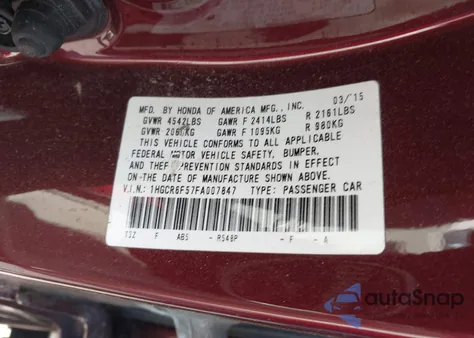 MFD. BY HONDA OF AMERICA MFG., INC. 03/'15
GVWR 4542LBS GAWR F 2414LBS R 2161LBS
GVWR 2060KG GAWR F 1095KG R 980KG
THIS VEHICLE CONFORMS TO ALL APPLICABLE
FEDERAL MOTOR VEHICLE SAFETY, BUMPER,
AND THEFT PREVENTION STANDARDS IN EFFECT
ON THE DATE OF MANUFACTURE SHOWN ABOVE.
V.I.N.: 1HGCR6F57FA007847 TYPE: PASSENGER CAR
F ABS - R548P - F - A
autoSnap